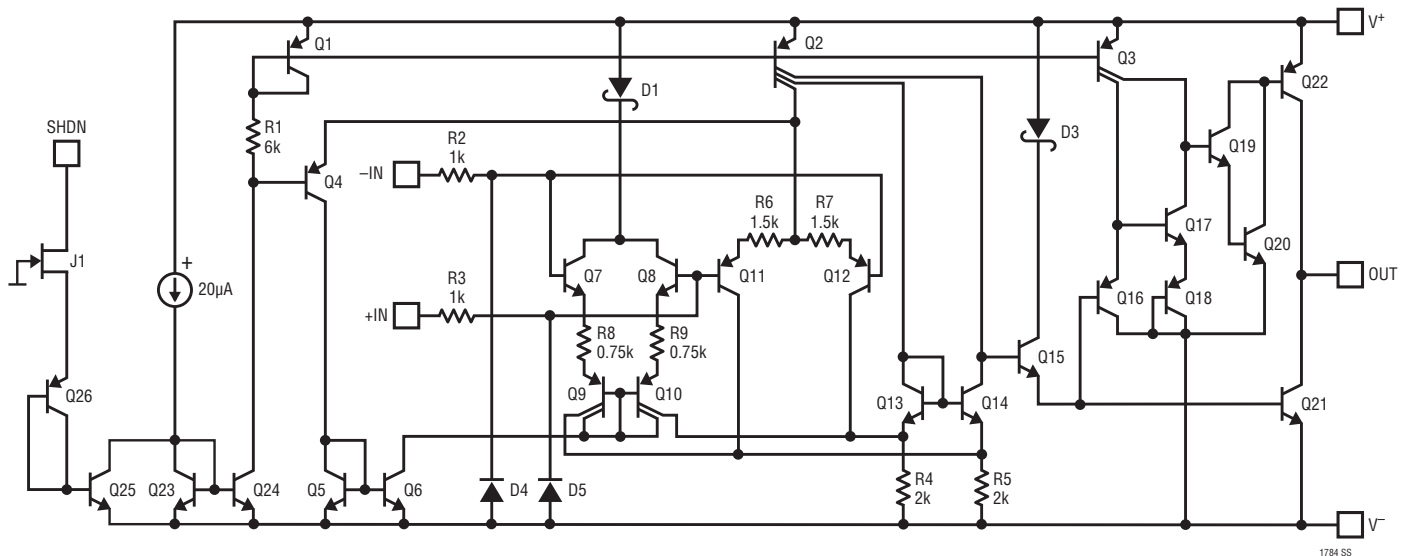 V+
Q1
Q2
Q3
Q22
D1
SHDN
R1
6k
D3
Q19
R2
1k
–IN
Q4
R6
1.5k
R7
1.5k
Q17
Q20
J1
+
20µA
R3
1k
Q7
Q8
Q11
Q12
OUT
+IN
Q16
Q18
R8
0.75k
R9
0.75k
Q15
Q26
Q9
Q10
Q13
Q14
Q21
Q25
Q23
Q24
Q5
Q6
D4
D5
R4
2k
R5
2k
V–
1784 SS